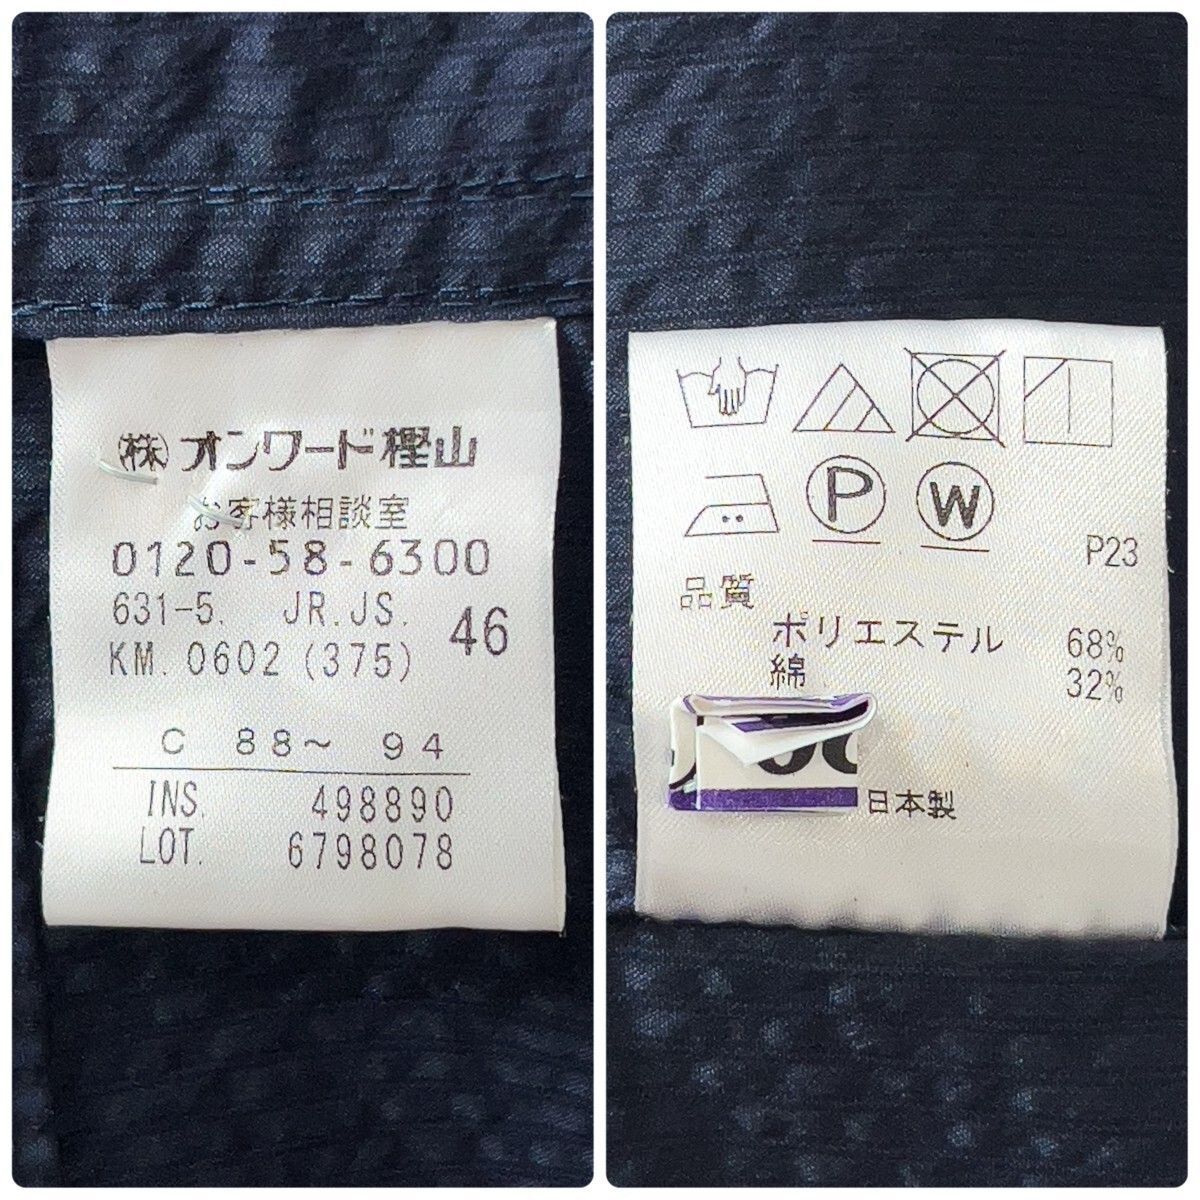 (株)オンワード樫山
お客様相談室
0120-58-6300
631-5. JR.JS. 46
KM. 0602 (375)
C 88~ 94
INS. 498890
LOT. 6798078
P W
P23
品質
ポリエステル 68%
綿 32%
日本製